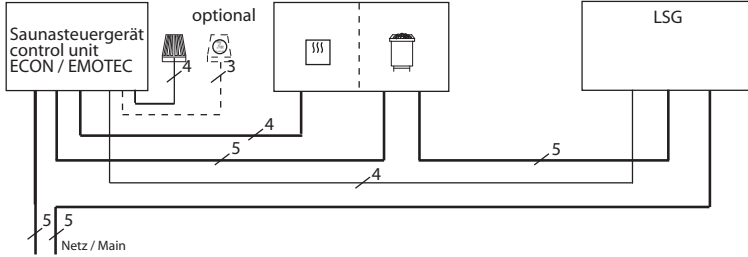 optional
Saunasteuergerät
control unit
ECON / EMOTEC
LSG
4
3
4
5
5
4
5
5
Netz / Main